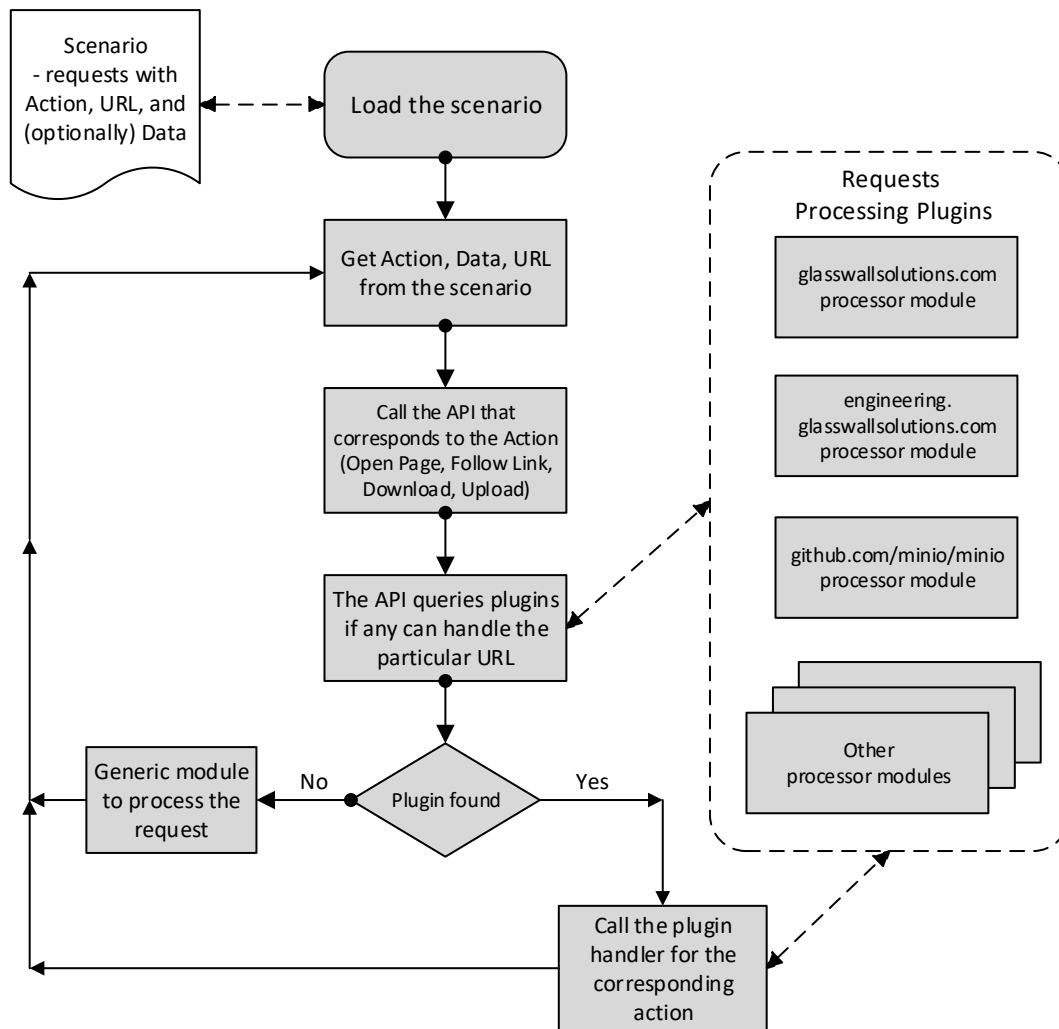 Scenario
- requests with
Action, URL, and
(optionally) Data
Load the scenario
Get Action, Data, URL
from the scenario
Call the API that
corresponds to the Action
(Open Page, Follow Link,
Download, Upload)
The API queries plugins
if any can handle the
particular URL
Plugin found
No
Yes
Generic module
to process the
request
Call the plugin
handler for the
corresponding
action
Requests
Processing Plugins
glasswallsolutions.com
processor module
engineering.
glasswallsolutions.com
processor module
github.com/minio/minio
processor module
Other
processor modules